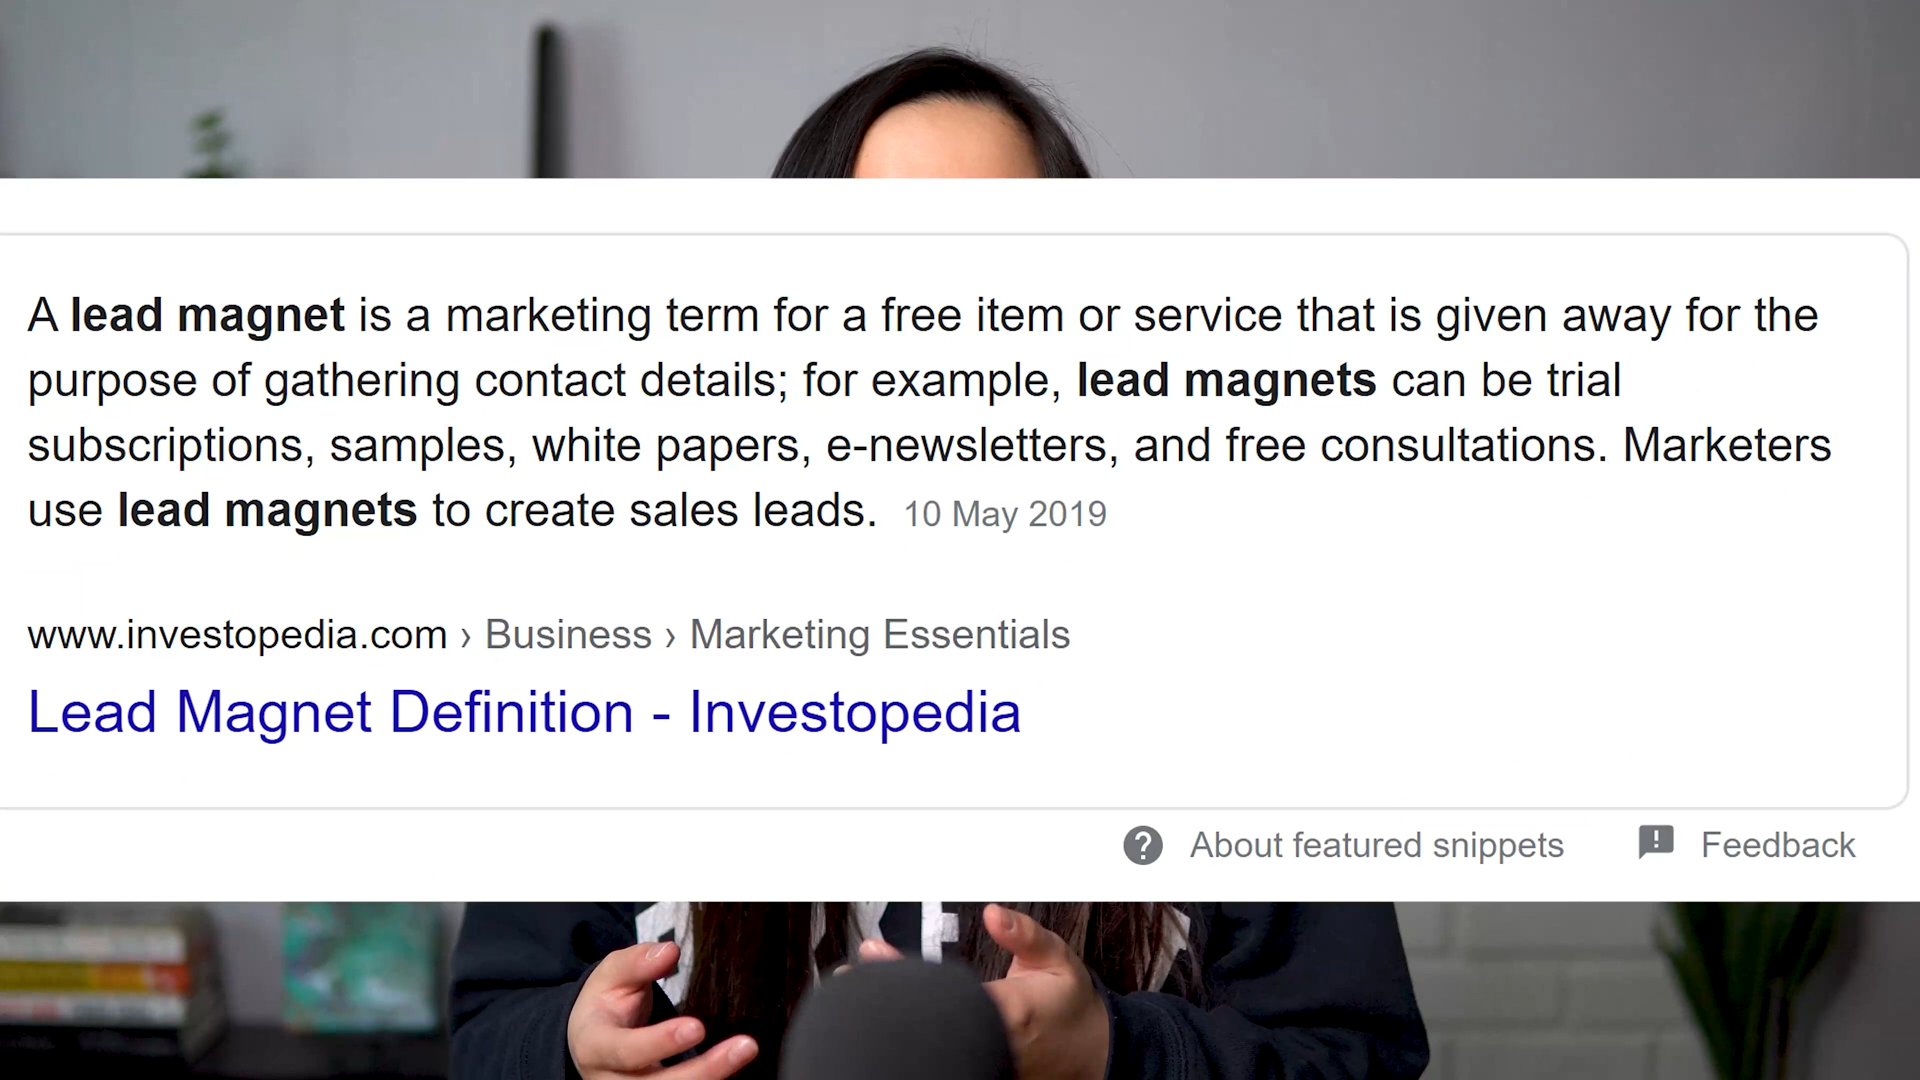 A lead magnet is a marketing term for a free item or service that is given away for the
purpose of gathering contact details; for example, lead magnets can be trial
subscriptions, samples, white papers, e-newsletters, and free consultations. Marketers
use lead magnets to create sales leads. 10 May 2019
www.investopedia.com › Business › Marketing Essentials
Lead Magnet Definition - Investopedia
About featured snippets Feedback